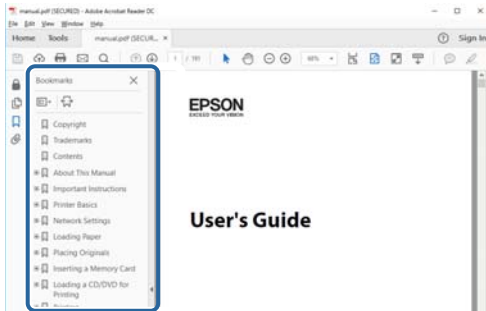 manual.pdf (SECURED) - Adobe Acrobat Reader DC
File Edit View Window Help
Home Tools manual.pdf (SECUR... ×
Sign In
1 / 191
Bookmarks
EPSON
EXCEED YOUR VISION
Copyright
Trademarks
Contents
About This Manual
Important Instructions
Printer Basics
Network Settings
User's Guide
Loading Paper
Placing Originals
Inserting a Memory Card
Loading a CD/DVD for
Printing